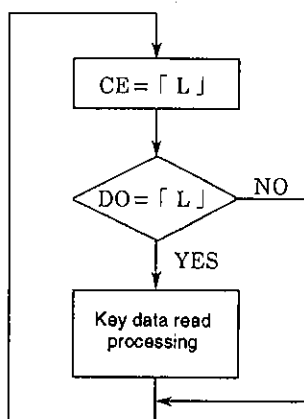 CE=「L」
DO=「L」
NO
YES
Key data read
processing